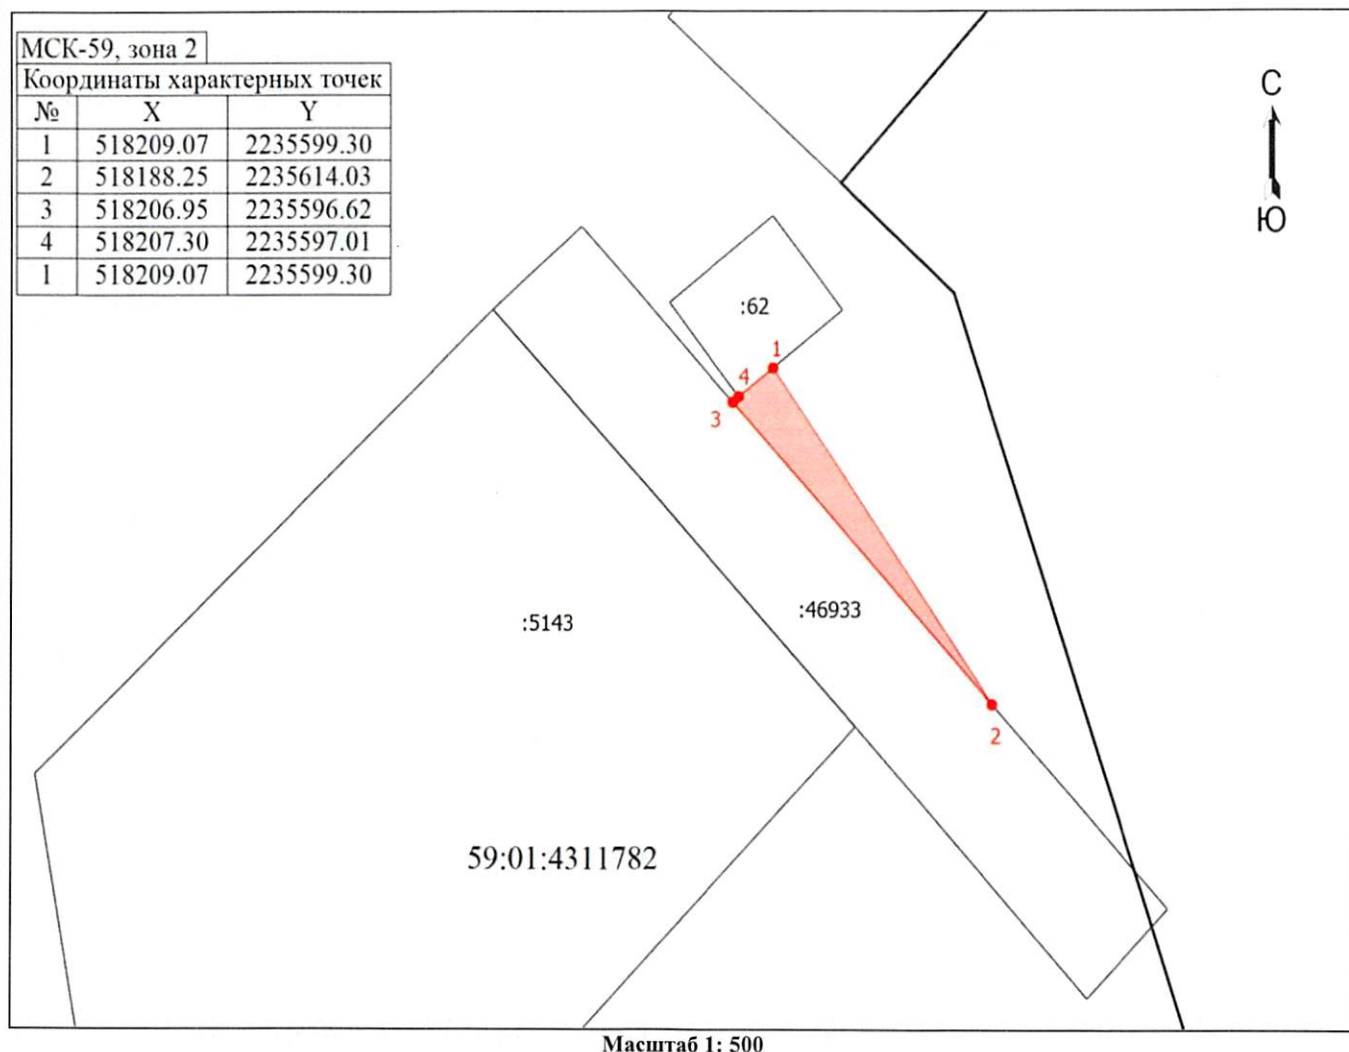 МСК-59, зона 2
Координаты характерных точек
№ X Y
1 518209.07 2235599.30
2 518188.25 2235614.03
3 518206.95 2235596.62
4 518207.30 2235597.01
1 518209.07 2235599.30
С
Ю
:62
1
4
3
:46933
:5143
2
59:01:4311782
Масштаб 1: 500